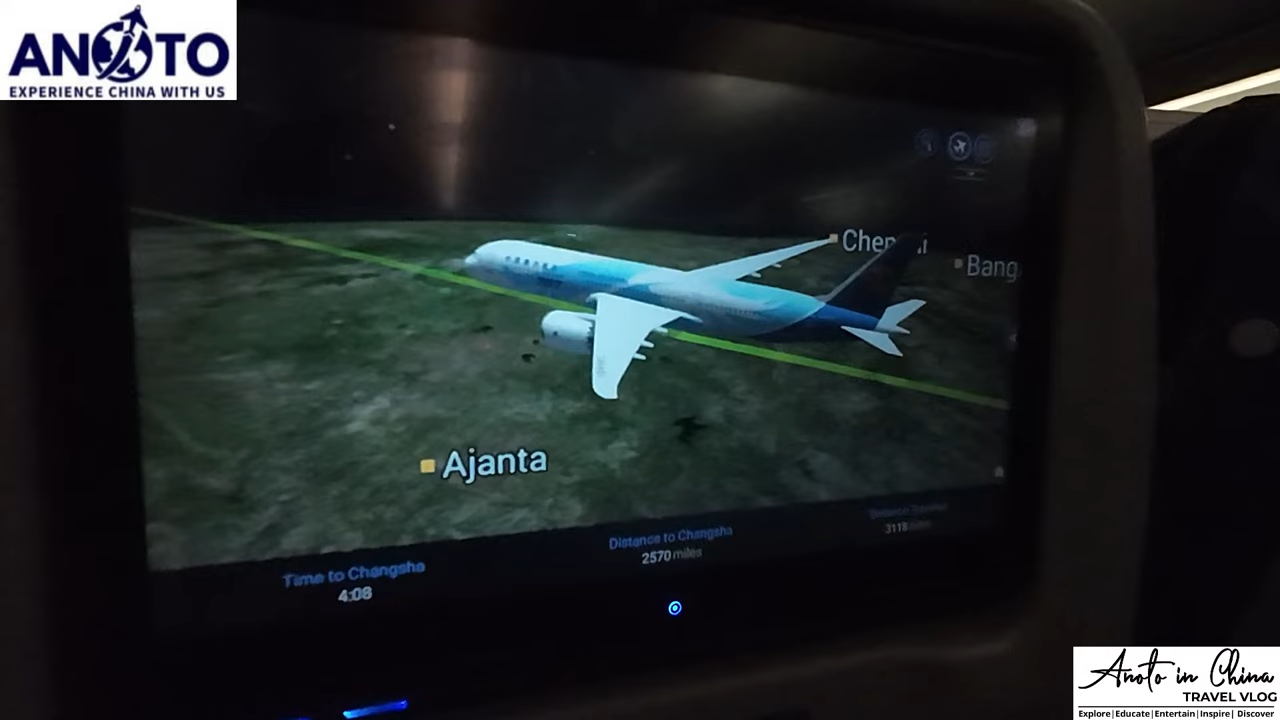 ANOTO
EXPERIENCE CHINA WITH US
Bang
Ajanta
Time to Changsha
4:08
Distance to Changsha
2570 miles
3118
Anoto in China
TRAVEL VLOG
Explore|Educate|Entertain|Inspire| Discover